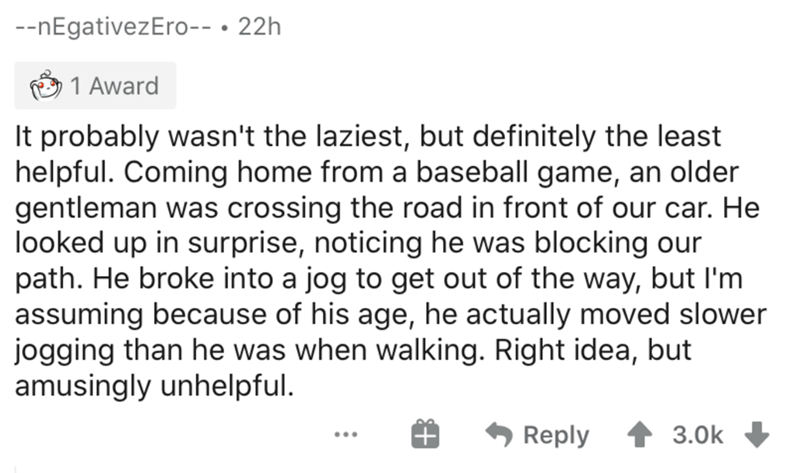 --nEgativezEro-- • 22h
1 Award
It probably wasn't the laziest, but definitely the least
helpful. Coming home from a baseball game, an older
gentleman was crossing the road in front of our car. He
looked up in surprise, noticing he was blocking our
path. He broke into a jog to get out of the way, but I'm
assuming because of his age, he actually moved slower
jogging than he was when walking. Right idea, but
amusingly unhelpful.
... Reply 3.0k